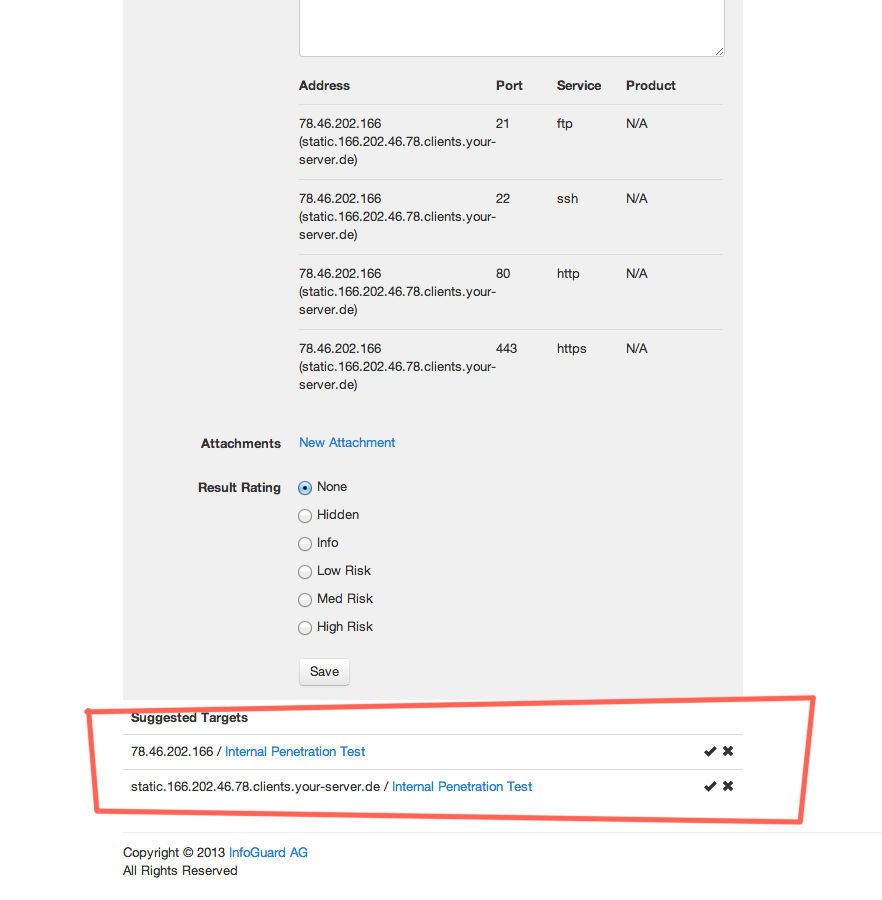 Address Port Service Product
78.46.202.166 21 ftp N/A
(static.166.202.46.78.clients.your-
server.de)
78.46.202.166 22 ssh N/A
(static.166.202.46.78.clients.your-
server.de)
78.46.202.166 80 http N/A
(static.166.202.46.78.clients.your-
server.de)
78.46.202.166 443 https N/A
(static.166.202.46.78.clients.your-
server.de)
Attachments New Attachment
Result Rating None
Hidden
Info
Low Risk
Med Risk
High Risk
Save
Suggested Targets
78.46.202.166 / Internal Penetration Test
static.166.202.46.78.clients.your-server.de / Internal Penetration Test
Copyright © 2013 InfoGuard AG
All Rights Reserved